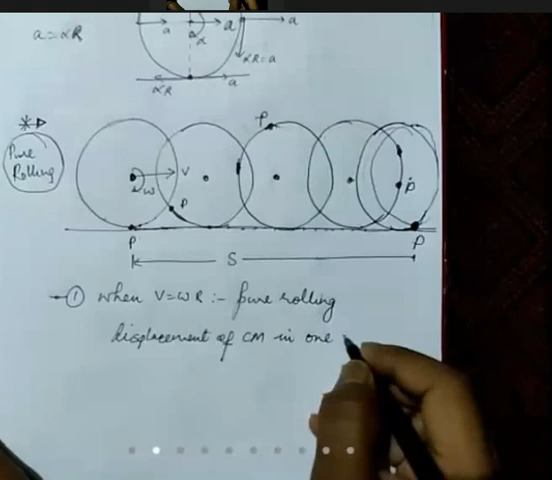 a = αR
a
a
a
α
αR = a
αR
a
Pure
Rolling
P
v
ω
P
P
P
P
S
① when V = ωR :- Pure rolling
displacement of CM in one